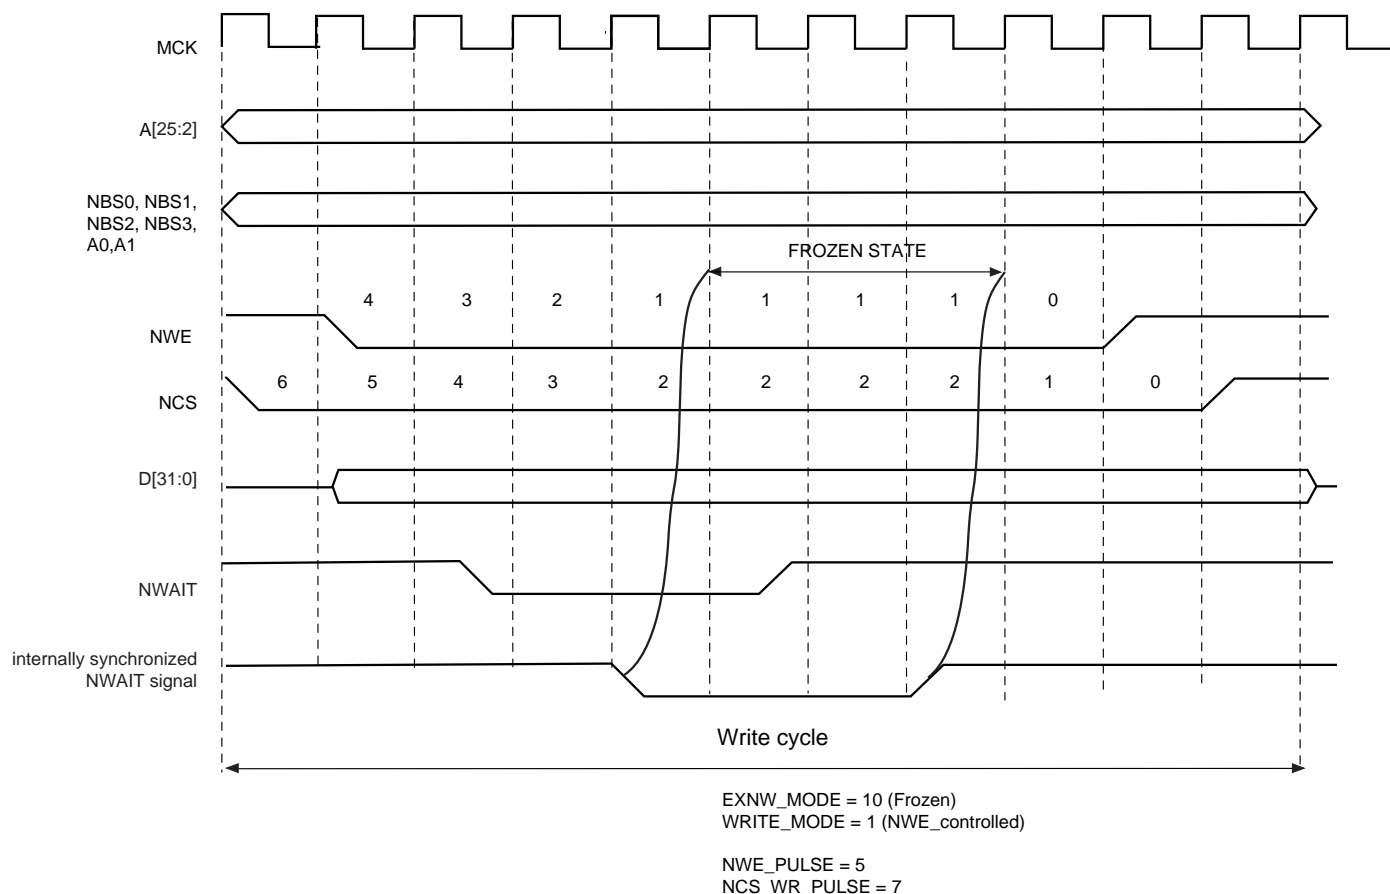 MCK
A[25:2]
NBS0, NBS1,
NBS2, NBS3,
A0,A1
FROZEN STATE
4 3 2 1 1 1 1 0
NWE
6 5 4 3 2 2 2 2 1 0
NCS
D[31:0]
NWAIT
internally synchronized
NWAIT signal
Write cycle
EXNW_MODE = 10 (Frozen)
WRITE_MODE = 1 (NWE_controlled)
NWE_PULSE = 5
NCS_WR_PULSE = 7